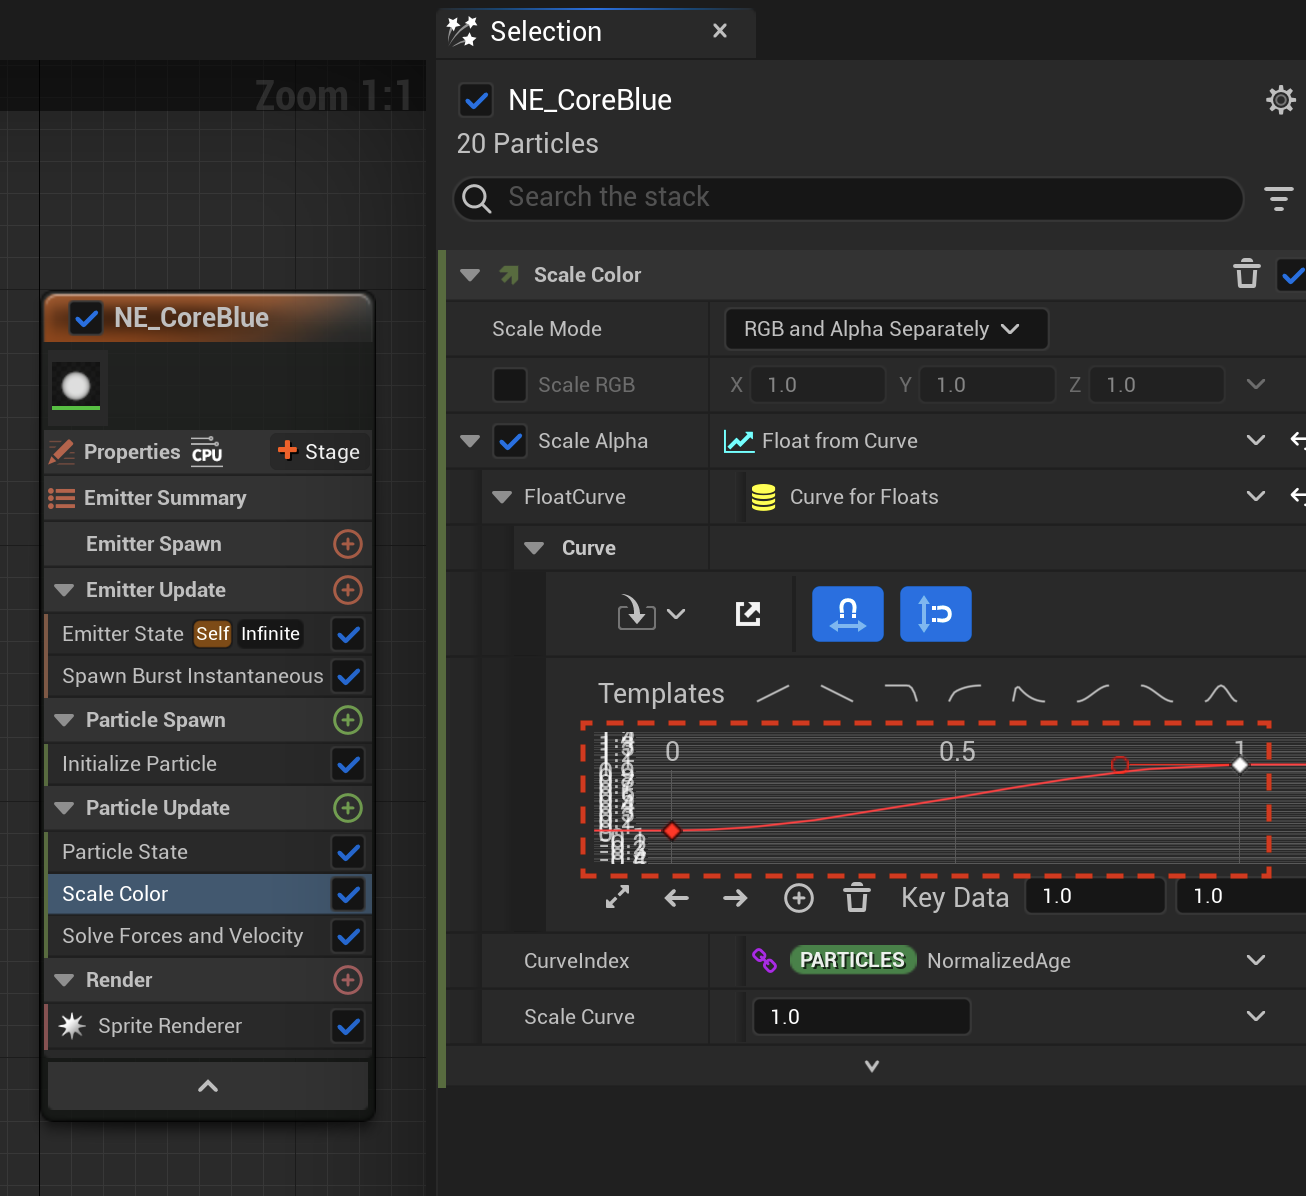 Selection
Zoom 1:1
NE_CoreBlue
20 Particles
Search the stack
Scale Color
Scale Mode RGB and Alpha Separately
Scale RGB X 1.0 Y 1.0 Z 1.0
Scale Alpha Float from Curve
FloatCurve Curve for Floats
Curve
Templates
0 0.5 1
Key Data 1.0 1.0
CurveIndex PARTICLES NormalizedAge
Scale Curve 1.0
NE_CoreBlue
Properties CPU Stage
Emitter Summary
Emitter Spawn
Emitter Update
Emitter State Self Infinite
Spawn Burst Instantaneous
Particle Spawn
Initialize Particle
Particle Update
Particle State
Scale Color
Solve Forces and Velocity
Render
Sprite Renderer